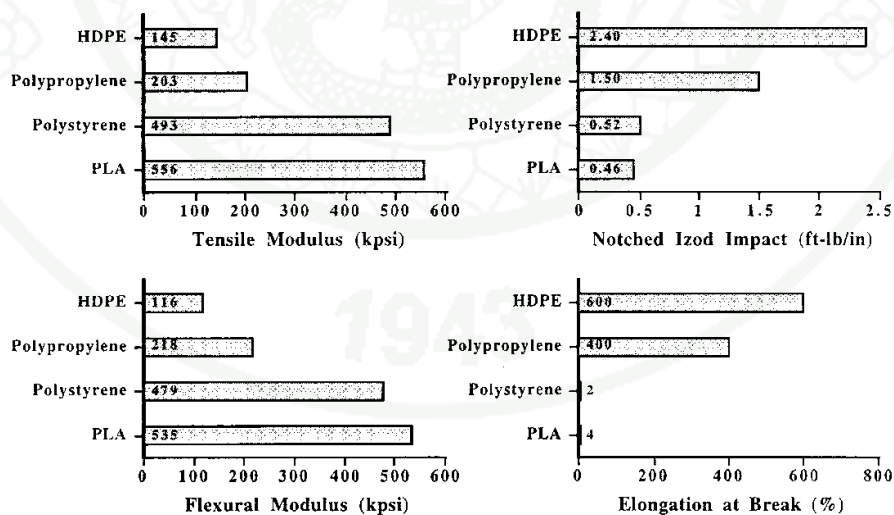 HDPE 145
Polypropylene 203
Polystyrene 493
PLA 556
0 100 200 300 400 500 600
Tensile Modulus (kpsi)
HDPE 2.40
Polypropylene 1.50
Polystyrene 0.52
PLA 0.46
0 0.5 1 1.5 2 2.5
Notched Izod Impact (ft-lb/in)
HDPE 116
Polypropylene 218
Polystyrene 479
PLA 535
0 100 200 300 400 500 600
Flexural Modulus (kpsi)
HDPE 600
Polypropylene 400
Polystyrene 2
PLA 4
0 200 400 600 800
Elongation at Break (%)
1943